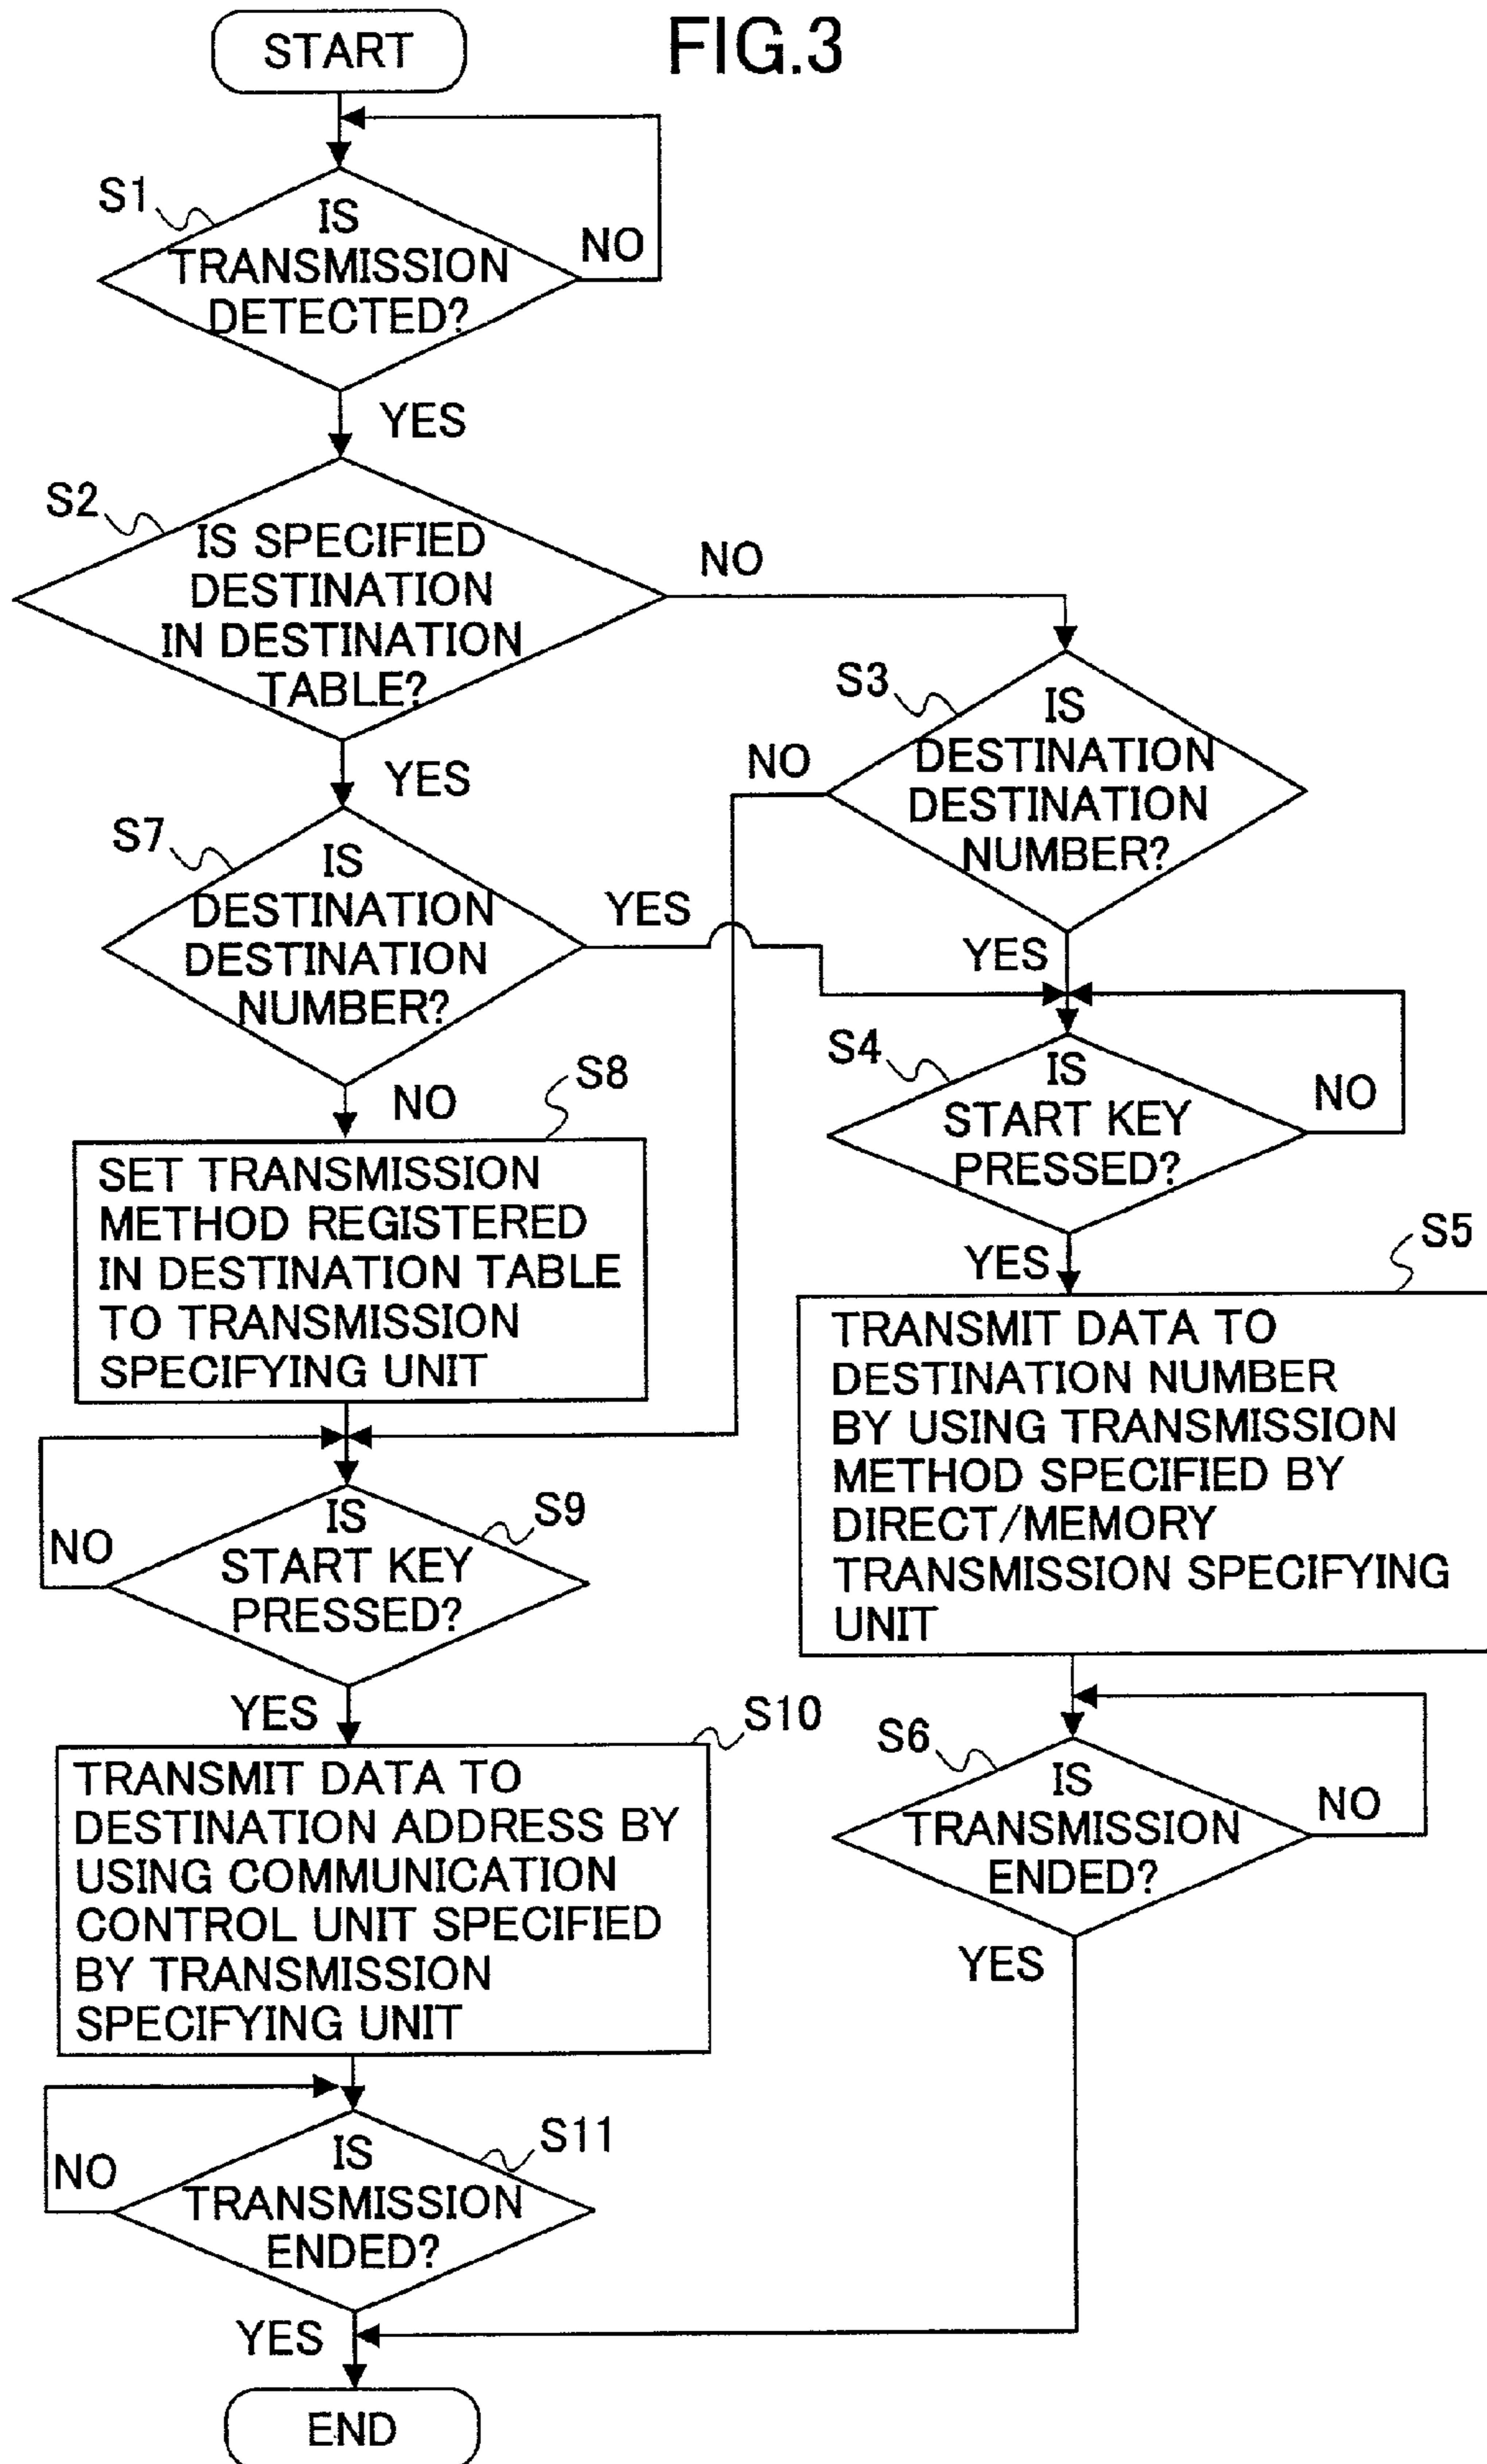 FIG.3
START
S1
IS
TRANSMISSION
DETECTED?
NO
YES
S2
IS SPECIFIED
DESTINATION
IN DESTINATION
TABLE?
NO
YES
S3
IS
DESTINATION
DESTINATION
NUMBER?
NO
YES
S7
IS
DESTINATION
DESTINATION
NUMBER?
YES
NO
S4
IS
START KEY
PRESSED?
NO
YES
S8
SET TRANSMISSION
METHOD REGISTERED
IN DESTINATION TABLE
TO TRANSMISSION
SPECIFYING UNIT
S5
TRANSMIT DATA TO
DESTINATION NUMBER
BY USING TRANSMISSION
METHOD SPECIFIED BY
DIRECT/MEMORY
TRANSMISSION SPECIFYING
UNIT
S9
IS
START KEY
PRESSED?
NO
YES
S10
TRANSMIT DATA TO
DESTINATION ADDRESS BY
USING COMMUNICATION
CONTROL UNIT SPECIFIED
BY TRANSMISSION
SPECIFYING UNIT
S6
IS
TRANSMISSION
ENDED?
NO
YES
S11
IS
TRANSMISSION
ENDED?
NO
YES
END